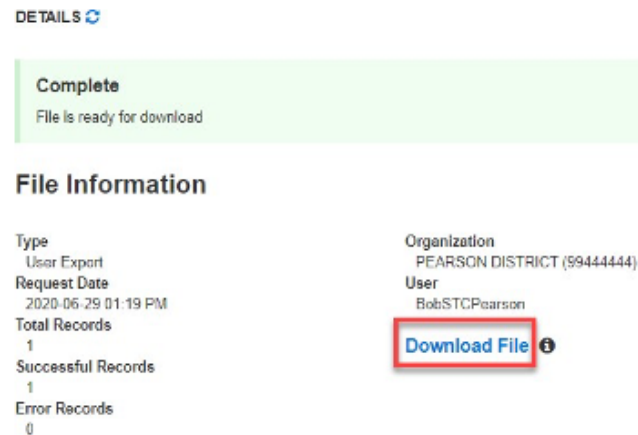 DETAILS
Complete
File is ready for download
File Information
Type
User Export
Request Date
2020-06-29 01:19 PM
Total Records
1
Successful Records
1
Error Records
0
Organization
PEARSON DISTRICT (99444444)
User
BobSTCPearson
Download File